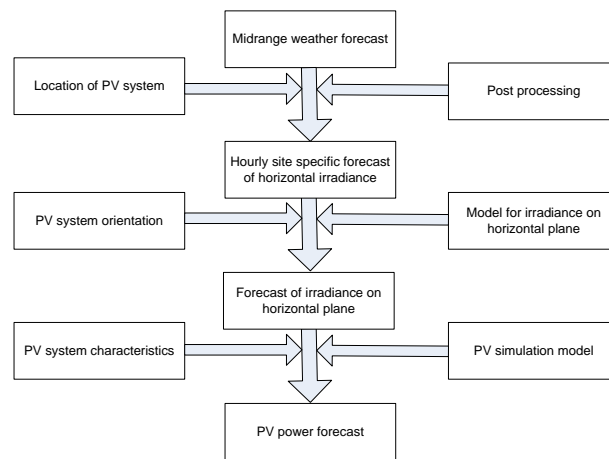 Midrange weather forecast
Location of PV system
Post processing
Hourly site specific forecast
of horizontal irradiance
PV system orientation
Model for irradiance on
horizontal plane
Forecast of irradiance on
horizontal plane
PV system characteristics
PV simulation model
PV power forecast